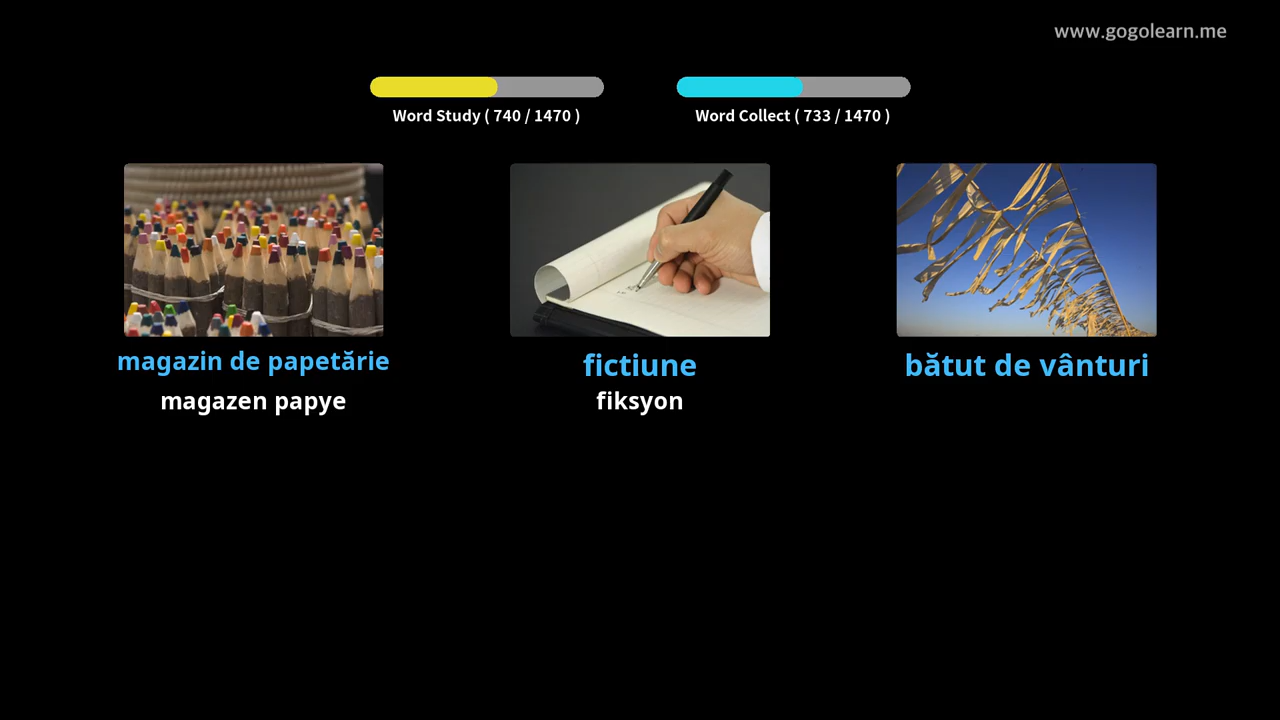 www.gogolearn.me
Word Study ( 740 / 1470 )
Word Collect ( 733 / 1470 )
magazin de papetărie
magazen papye
fictiune
fiksyon
bătut de vânturi